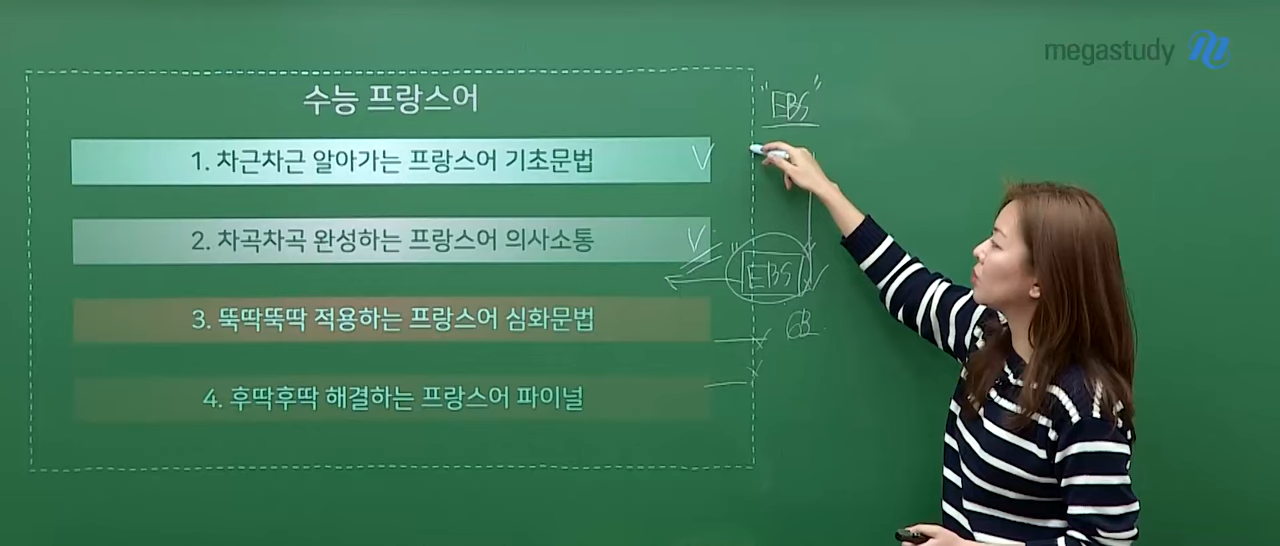 megastudy
수능 프랑스어
"EBS"
1. 차근차근 알아가는 프랑스어 기초문법
V
2. 차곡차곡 완성하는 프랑스어 의사소통
V
"EBS
3. 뚝딱뚝딱 적용하는 프랑스어 심화문법
4. 후딱후딱 해결하는 프랑스어 파이널